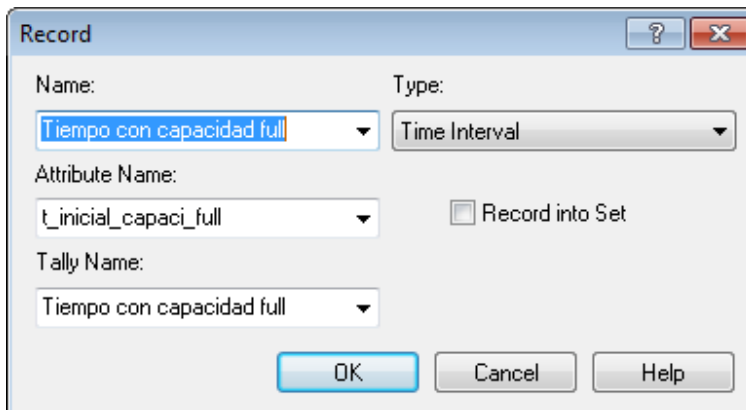 Record
Name:
Type:
Tiempo con capacidad full
Time Interval
Attribute Name:
t_inicial_capaci_full
Record into Set
Tally Name:
Tiempo con capacidad full
OK
Cancel
Help